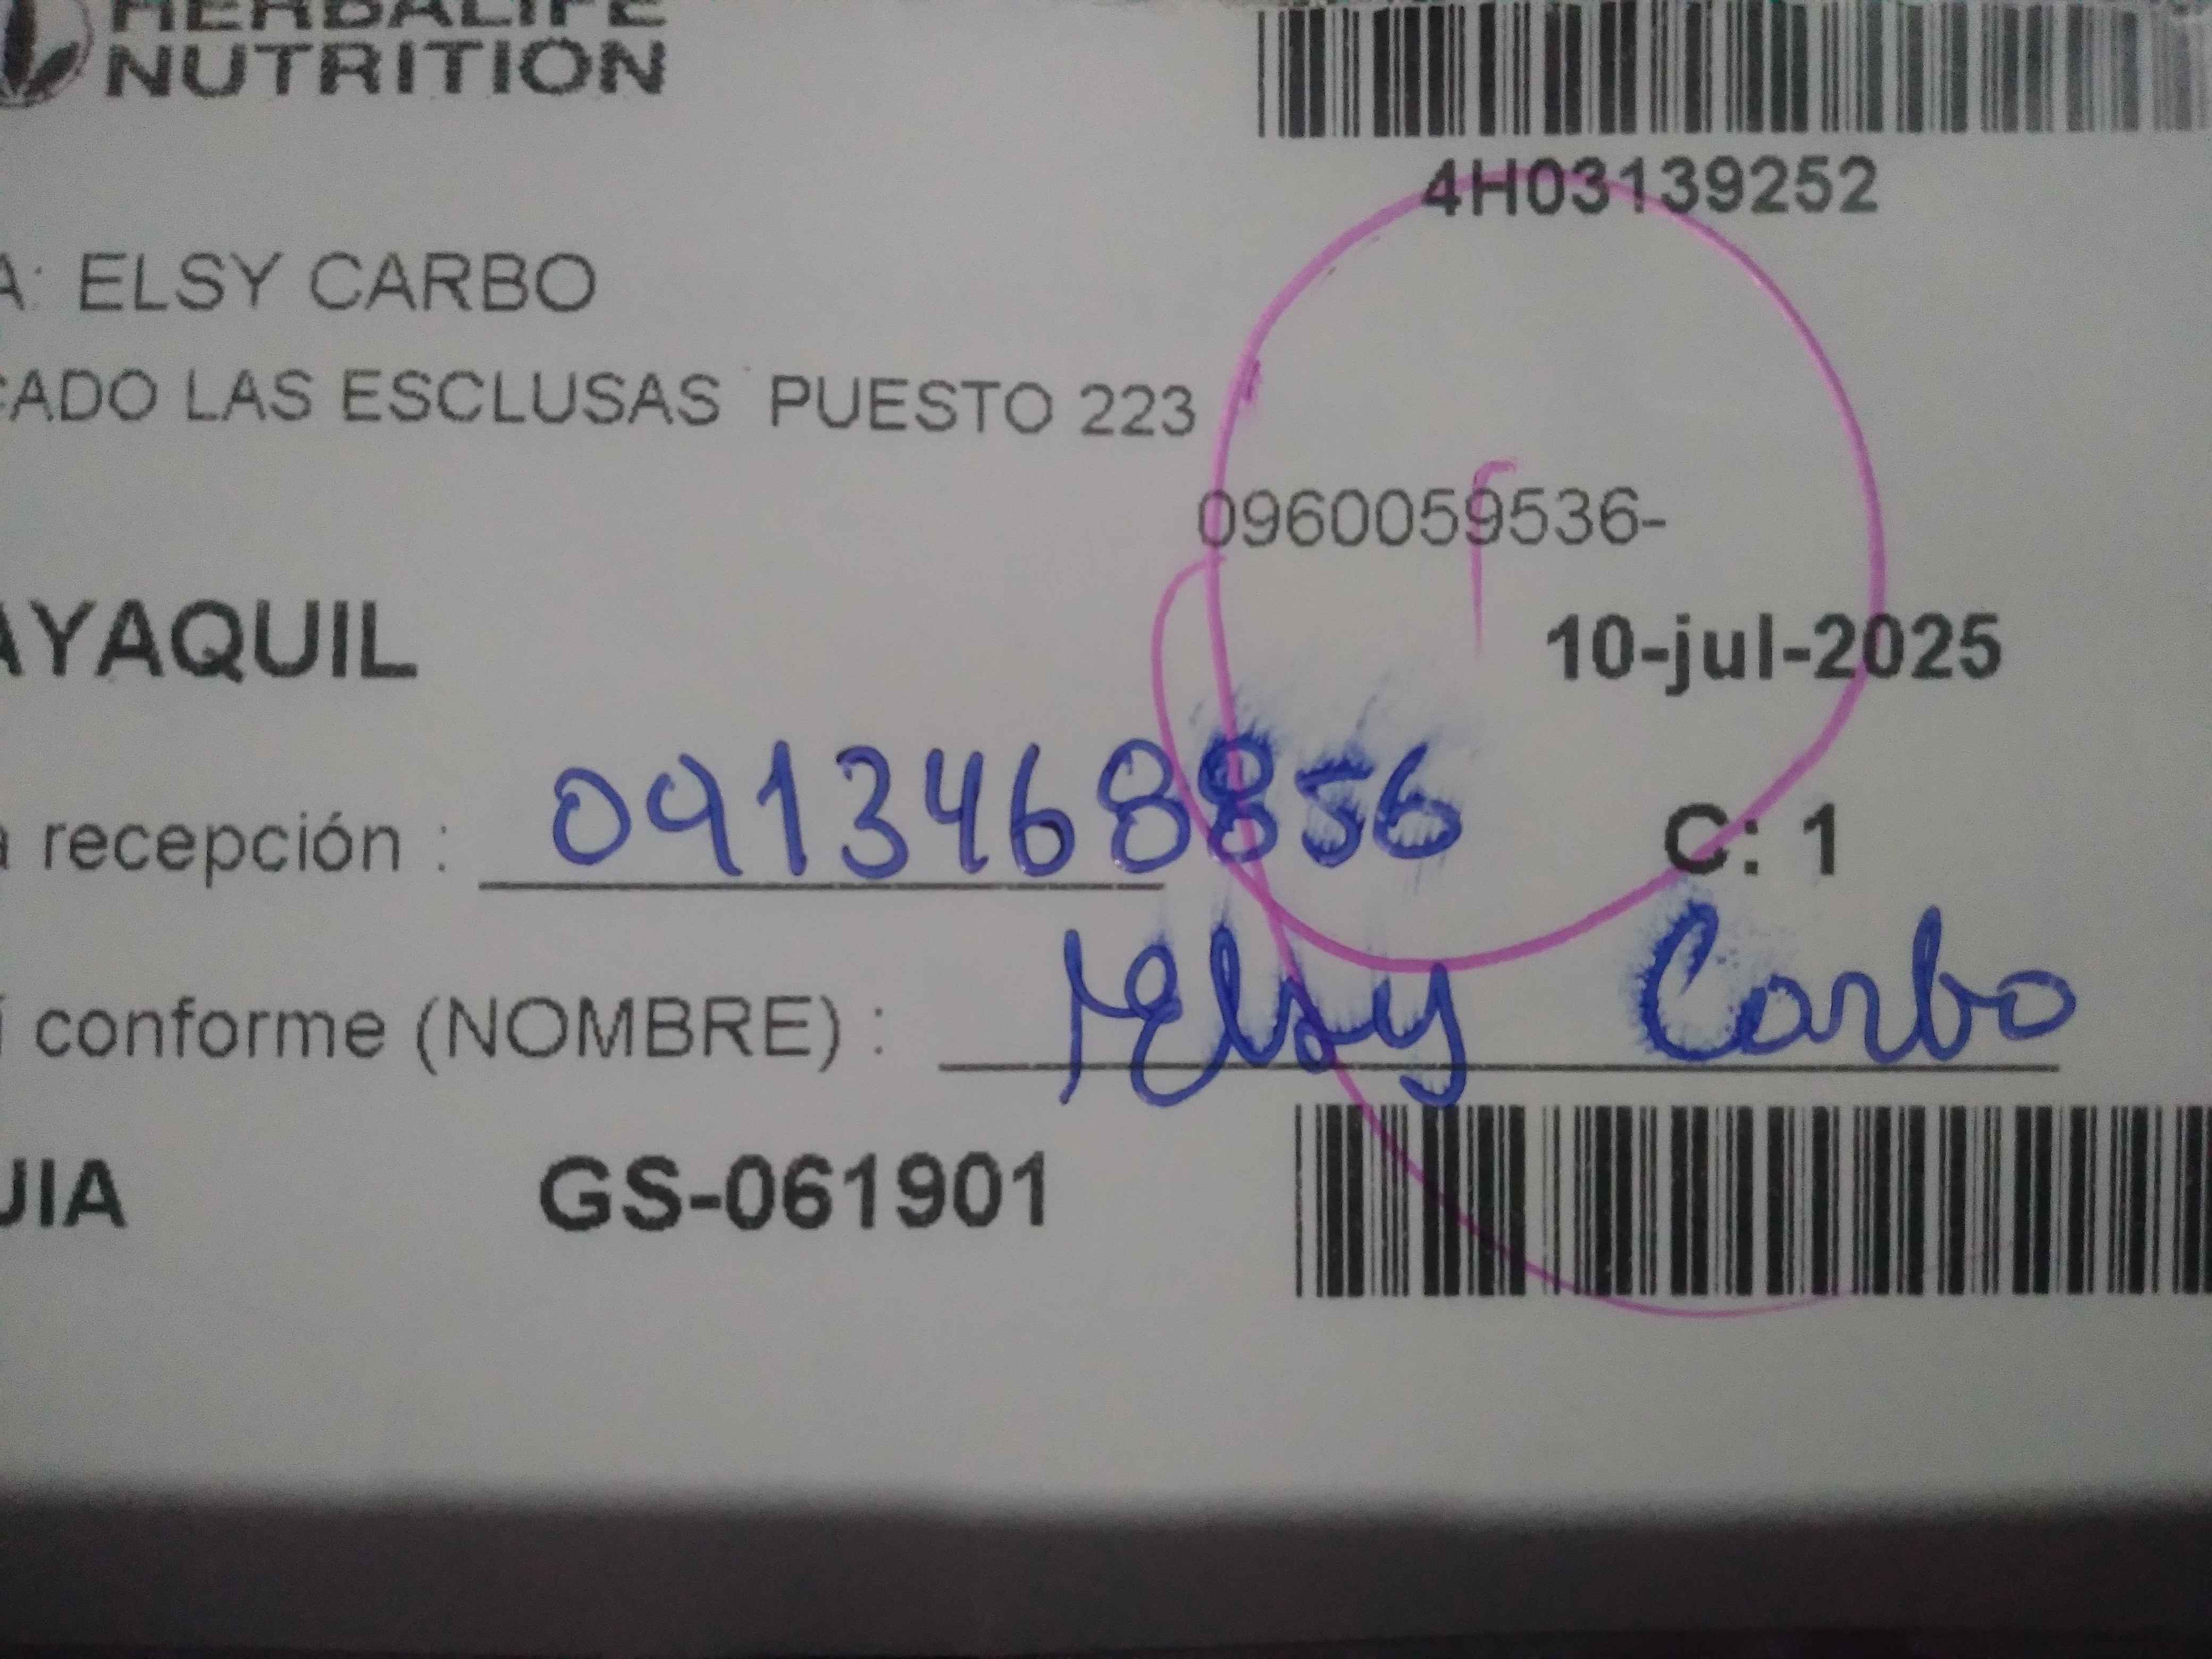 HERBALIFE
NUTRITION
4H03139252
A: ELSY CARBO
CADO LAS ESCLUSAS PUESTO 223
0960059536-
AYAQUIL
10-jul-2025
a recepción : 0913468856
C: 1
í conforme (NOMBRE) : Elsy Carbo
UIA GS-061901